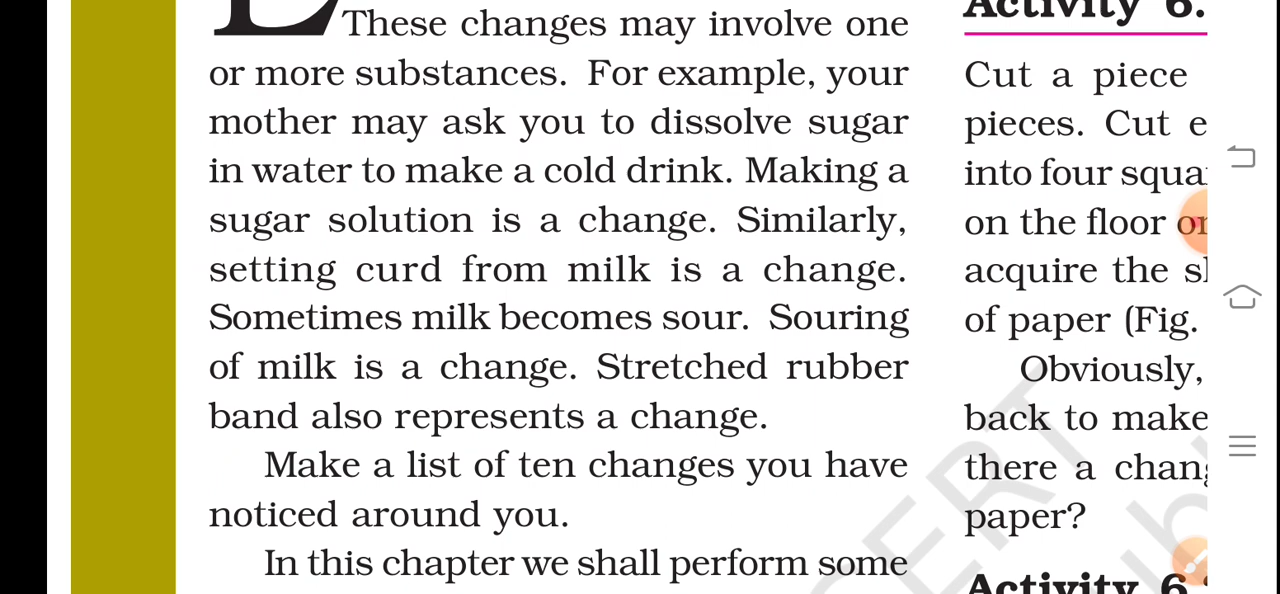 These changes may involve one
or more substances. For example, your
mother may ask you to dissolve sugar
in water to make a cold drink. Making a
sugar solution is a change. Similarly,
setting curd from milk is a change.
Sometimes milk becomes sour. Souring
of milk is a change. Stretched rubber
band also represents a change.
Make a list of ten changes you have
noticed around you.
In this chapter we shall perform some
Activity 6.
Cut a piece
pieces. Cut e
into four squa
on the floor or
acquire the
of paper (Fig.
Obviously,
back to make
there a chang
paper?
Activity 6
NCERT